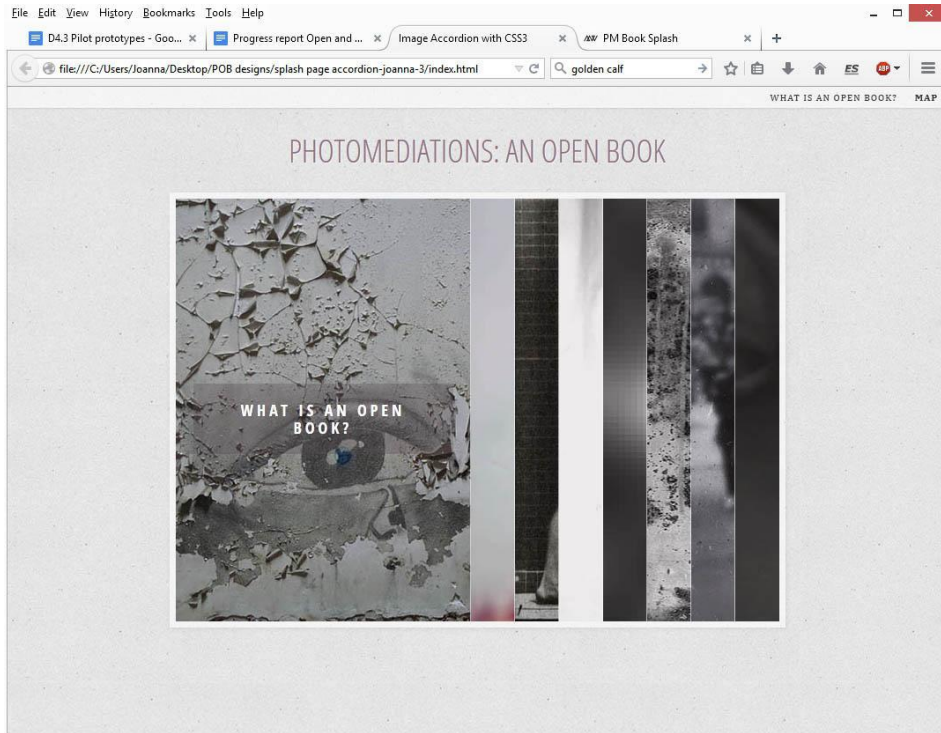 File Edit View History Bookmarks Tools Help
D4.3 Pilot prototypes - Goo... Progress report Open and ... Image Accordion with CSS3 PM Book Splash
file:///C:/Users/Joanna/Desktop/POB designs/splash page accordion-joanna-3/index.html golden calf ES ABP
WHAT IS AN OPEN BOOK? MAP
PHOTOMEDIATIONS: AN OPEN BOOK
WHAT IS AN OPEN
BOOK?